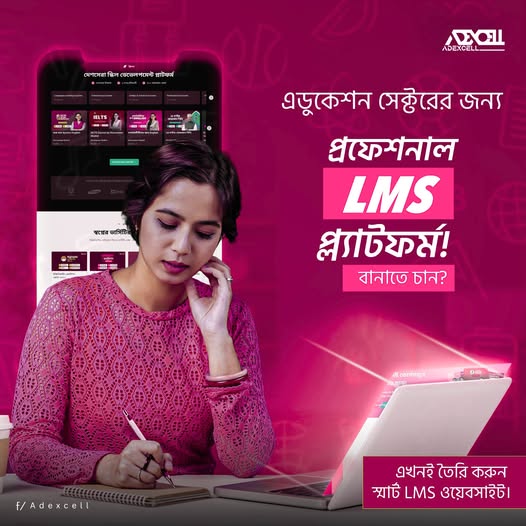 ADEXCELL
ADEXCELL
এডুকেশন সেক্টরের জন্য
প্রফেশনাল
LMS
প্ল্যাটফর্ম!
বানাতে চান?
দেশসেরা স্কিল ডেভেলপমেন্ট প্ল্যাটফর্ম
IELTS
এখনই তৈরি করুন
স্মার্ট LMS ওয়েবসাইট।
f/ Adexcell